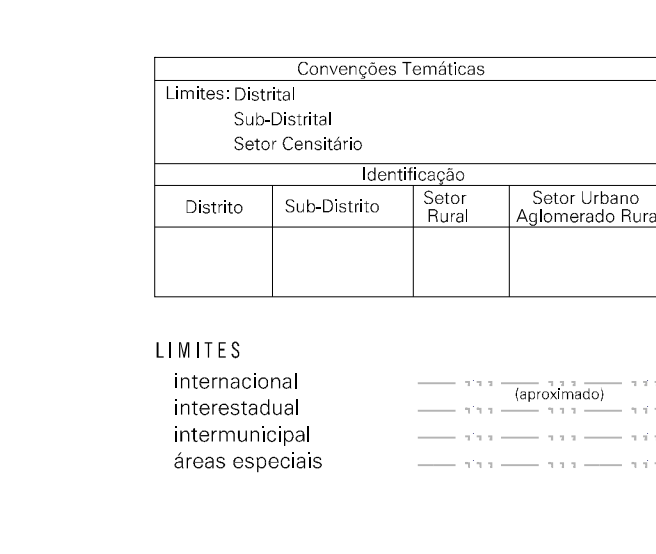 Convenções Temáticas
Limites: Distrital
Sub-Distrital
Setor Censitário
Identificação
Distrito
Sub-Distrito
Setor
Rural
Setor Urbano
Aglomerado Rura
LIMITES
internacional
(aproximado)
interestadual
intermunicipal
áreas especiais